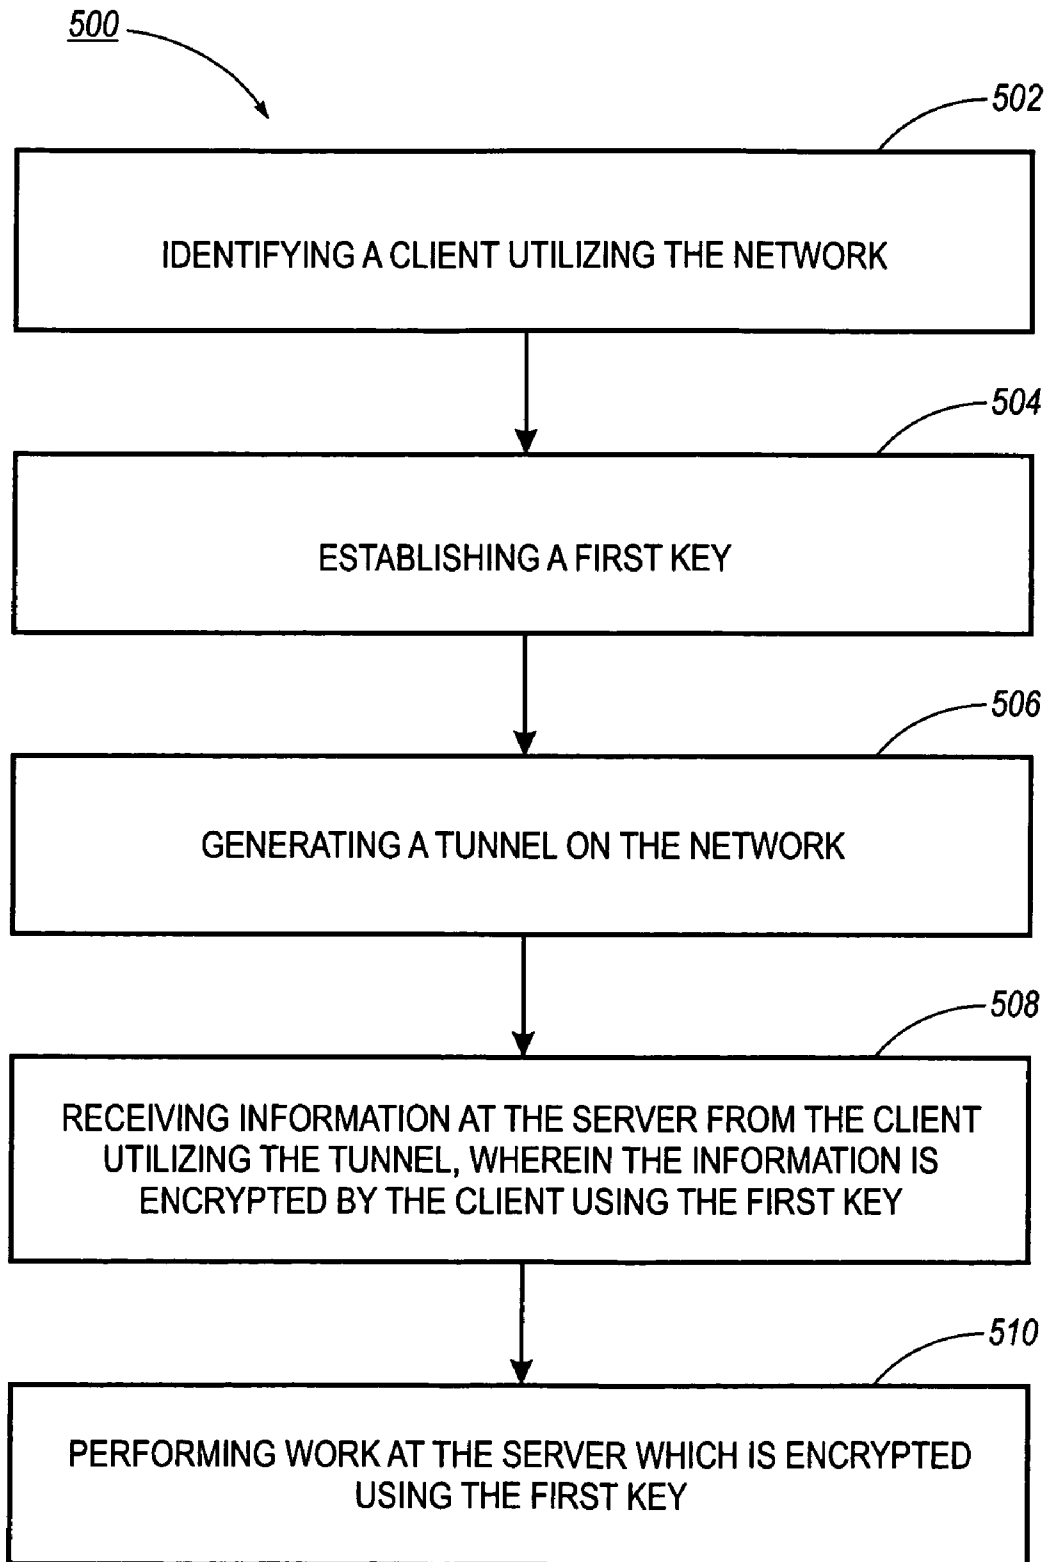 500
502
IDENTIFYING A CLIENT UTILIZING THE NETWORK
504
ESTABLISHING A FIRST KEY
506
GENERATING A TUNNEL ON THE NETWORK
508
RECEIVING INFORMATION AT THE SERVER FROM THE CLIENT
UTILIZING THE TUNNEL, WHEREIN THE INFORMATION IS
ENCRYPTED BY THE CLIENT USING THE FIRST KEY
510
PERFORMING WORK AT THE SERVER WHICH IS ENCRYPTED
USING THE FIRST KEY